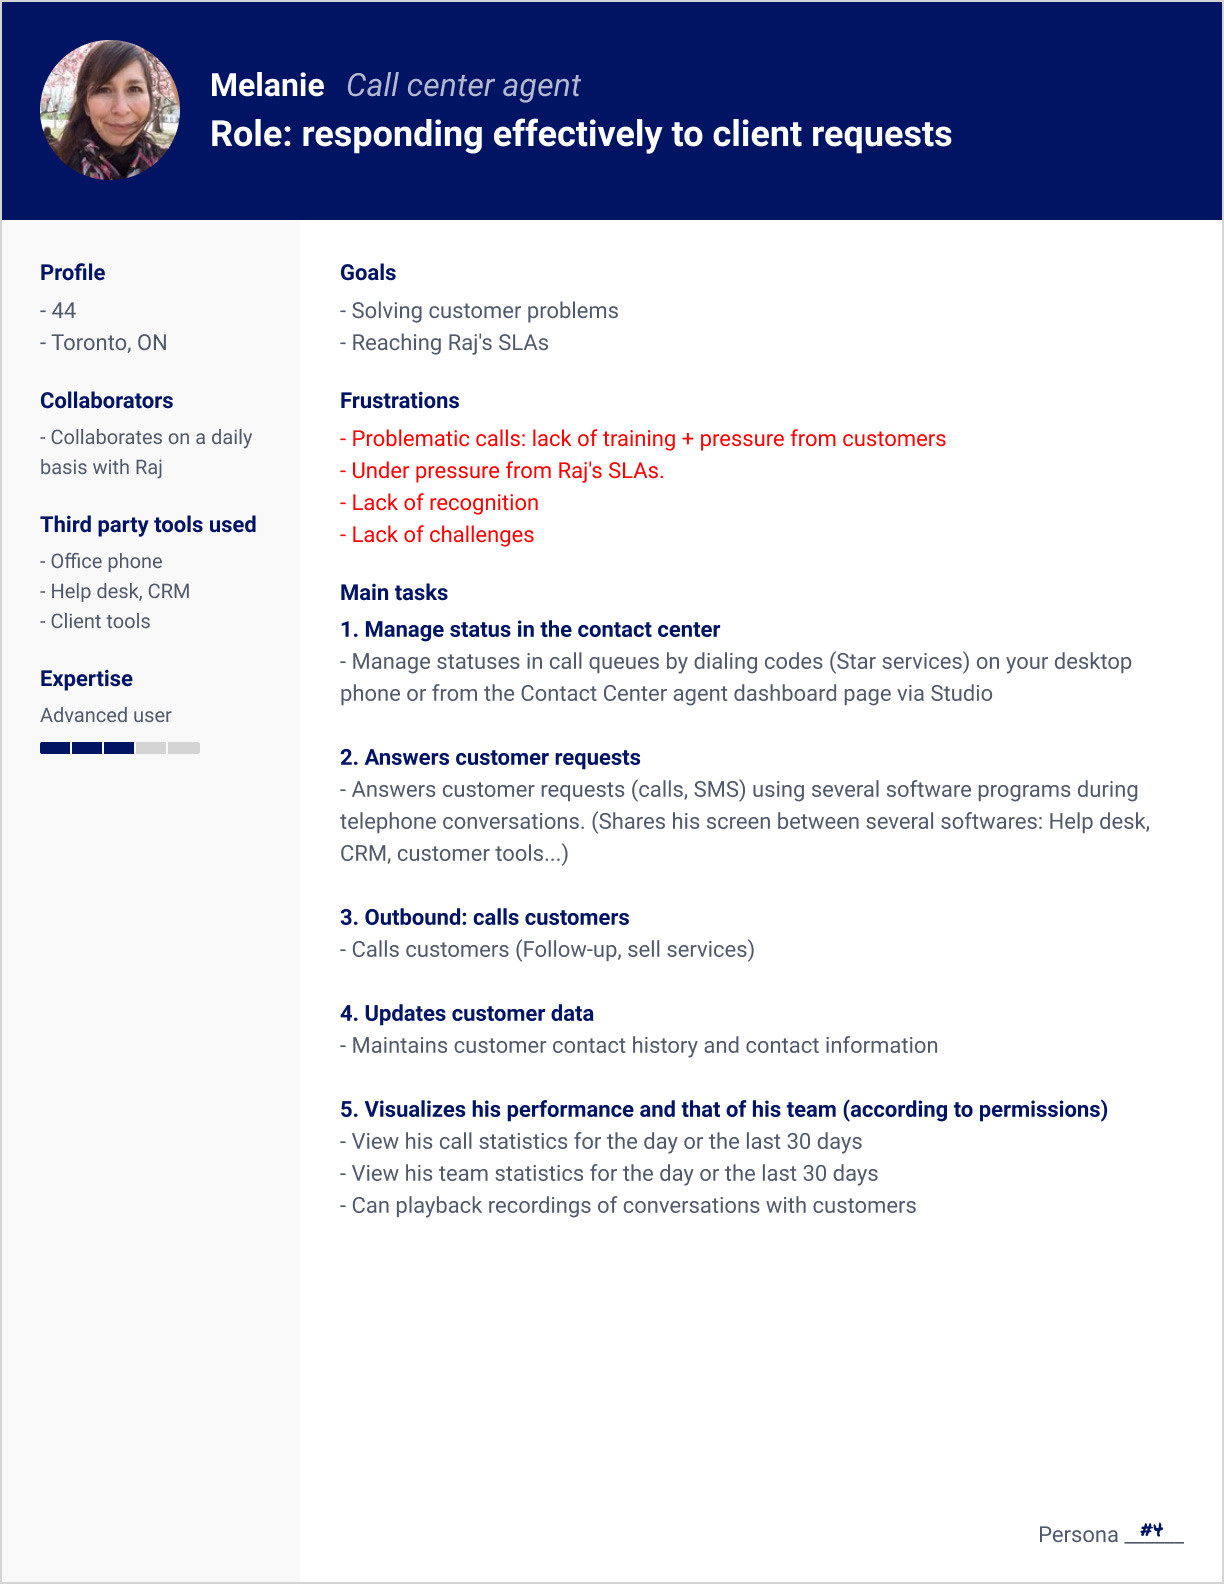 Melanie Call center agent
Role: responding effectively to client requests
Profile
- 44
- Toronto, ON
Collaborators
- Collaborates on a daily
basis with Raj
Third party tools used
- Office phone
- Help desk, CRM
- Client tools
Expertise
Advanced user
Goals
- Solving customer problems
- Reaching Raj's SLAs
Frustrations
- Problematic calls: lack of training + pressure from customers
- Under pressure from Raj's SLAs.
- Lack of recognition
- Lack of challenges
Main tasks
1. Manage status in the contact center
- Manage statuses in call queues by dialing codes (Star services) on your desktop
phone or from the Contact Center agent dashboard page via Studio
2. Answers customer requests
- Answers customer requests (calls, SMS) using several software programs during
telephone conversations. (Shares his screen between several softwares: Help desk,
CRM, customer tools...)
3. Outbound: calls customers
- Calls customers (Follow-up, sell services)
4. Updates customer data
- Maintains customer contact history and contact information
5. Visualizes his performance and that of his team (according to permissions)
- View his call statistics for the day or the last 30 days
- View his team statistics for the day or the last 30 days
- Can playback recordings of conversations with customers
Persona #4